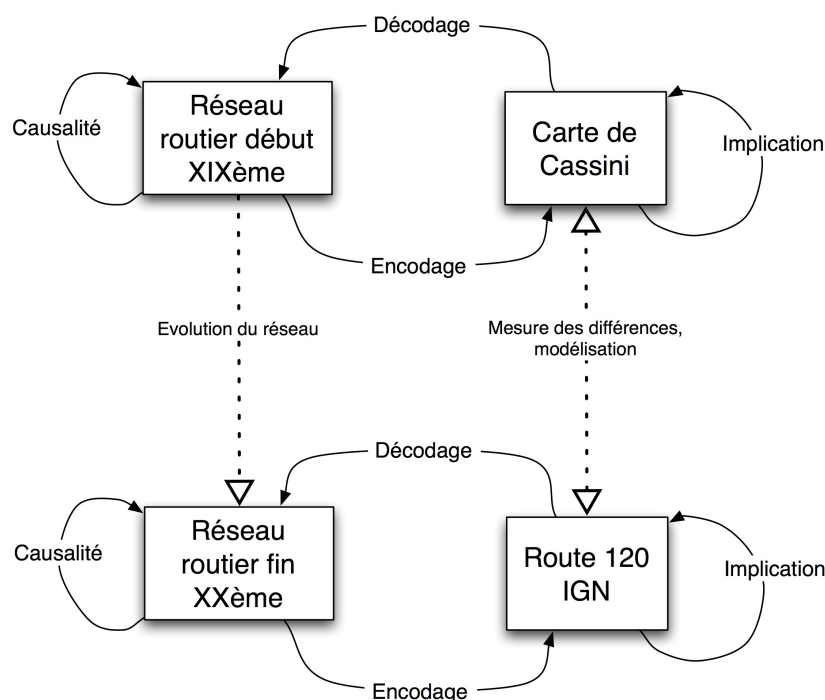 Décodage
Réseau
routier début
XIXème
Causalité
Carte de
Cassini
Implication
Encodage
Evolution du réseau
Mesure des différences,
modélisation
Décodage
Réseau
routier fin
XXème
Causalité
Route 120
IGN
Implication
Encodage